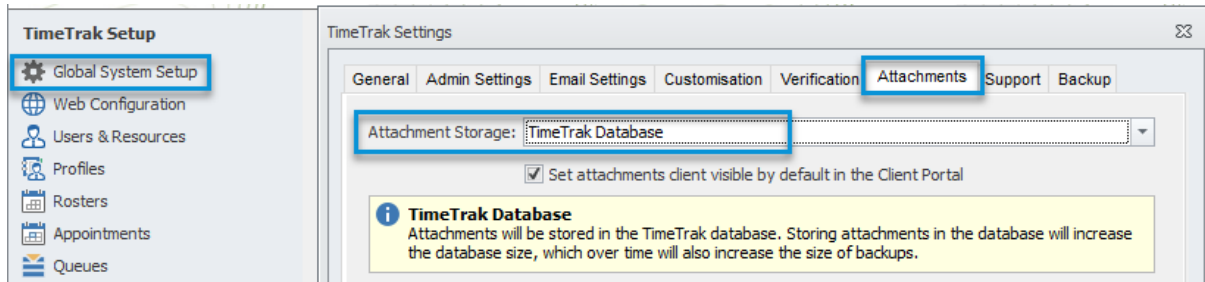 TimeTrak Setup
Global System Setup
Web Configuration
Users & Resources
Profiles
Rosters
Appointments
Queues
TimeTrak Settings
General Admin Settings Email Settings Customisation Verification Attachments Support Backup
Attachment Storage: TimeTrak Database
Set attachments client visible by default in the Client Portal
TimeTrak Database
Attachments will be stored in the TimeTrak database. Storing attachments in the database will increase
the database size, which over time will also increase the size of backups.